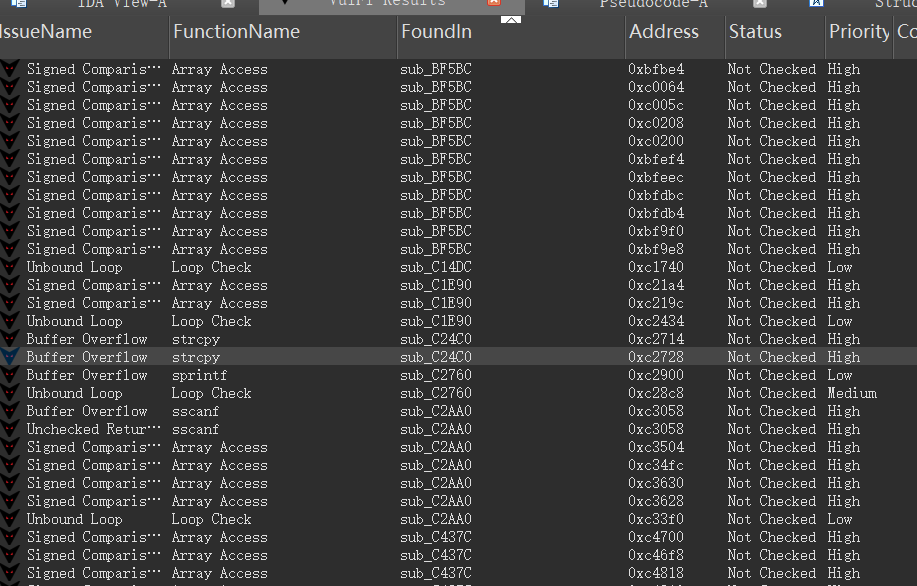 IDA View-A VulFi Results Pseudocode-A Struc
IssueName FunctionName FoundIn Address Status Priority Co
Signed Comparis… Array Access sub_BF5BC 0xbfbe4 Not Checked High
Signed Comparis… Array Access sub_BF5BC 0xc0064 Not Checked High
Signed Comparis… Array Access sub_BF5BC 0xc005c Not Checked High
Signed Comparis… Array Access sub_BF5BC 0xc0208 Not Checked High
Signed Comparis… Array Access sub_BF5BC 0xc0200 Not Checked High
Signed Comparis… Array Access sub_BF5BC 0xbfef4 Not Checked High
Signed Comparis… Array Access sub_BF5BC 0xbfeec Not Checked High
Signed Comparis… Array Access sub_BF5BC 0xbfdbc Not Checked High
Signed Comparis… Array Access sub_BF5BC 0xbfdb4 Not Checked High
Signed Comparis… Array Access sub_BF5BC 0xbf9f0 Not Checked High
Signed Comparis… Array Access sub_BF5BC 0xbf9e8 Not Checked High
Unbound Loop Loop Check sub_C14DC 0xc1740 Not Checked Low
Signed Comparis… Array Access sub_C1E90 0xc21a4 Not Checked High
Signed Comparis… Array Access sub_C1E90 0xc219c Not Checked High
Unbound Loop Loop Check sub_C1E90 0xc2434 Not Checked Low
Buffer Overflow strcpy sub_C24C0 0xc2714 Not Checked High
Buffer Overflow strcpy sub_C24C0 0xc2728 Not Checked High
Buffer Overflow sprintf sub_C2760 0xc2900 Not Checked Low
Unbound Loop Loop Check sub_C2760 0xc28c8 Not Checked Medium
Buffer Overflow sscanf sub_C2AA0 0xc3058 Not Checked High
Unchecked Retur… sscanf sub_C2AA0 0xc3058 Not Checked High
Signed Comparis… Array Access sub_C2AA0 0xc3504 Not Checked High
Signed Comparis… Array Access sub_C2AA0 0xc34fc Not Checked High
Signed Comparis… Array Access sub_C2AA0 0xc3630 Not Checked High
Signed Comparis… Array Access sub_C2AA0 0xc3628 Not Checked High
Unbound Loop Loop Check sub_C2AA0 0xc33f0 Not Checked Low
Signed Comparis… Array Access sub_C437C 0xc4700 Not Checked High
Signed Comparis… Array Access sub_C437C 0xc46f8 Not Checked High
Signed Comparis… Array Access sub_C437C 0xc4818 Not Checked High